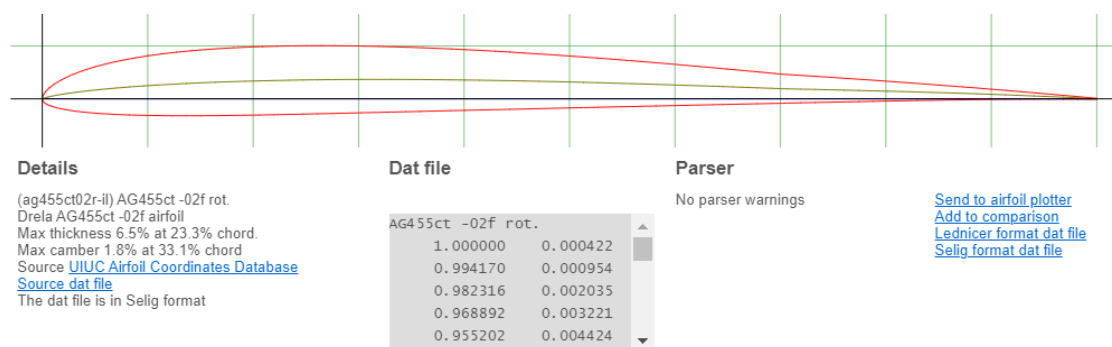 Details
(ag455ct02r-il) AG455ct -02f rot.
Drela AG455ct -02f airfoil
Max thickness 6.5% at 23.3% chord.
Max camber 1.8% at 33.1% chord
Source UIUC Airfoil Coordinates Database
Source dat file
The dat file is in Selig format
Dat file
AG455ct -02f rot.
1.000000 0.000422
0.994170 0.000954
0.982316 0.002035
0.968892 0.003221
0.955202 0.004424
Parser
No parser warnings
Send to airfoil plotter
Add to comparison
Lednicer format dat file
Selig format dat file